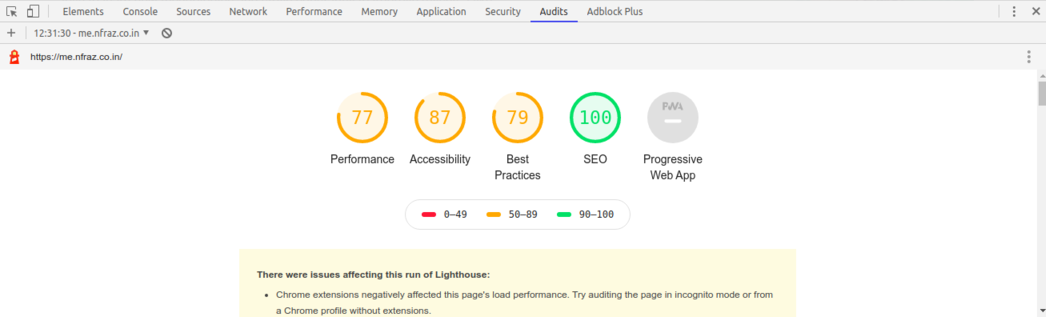 Elements Console Sources Network Performance Memory Application Security Audits Adblock Plus
12:31:30 - me.nfraz.co.in
https://me.nfraz.co.in/
77 87 79 100 PWA
Performance Accessibility Best Practices SEO Progressive Web App
0–49 50–89 90–100
There were issues affecting this run of Lighthouse:
• Chrome extensions negatively affected this page's load performance. Try auditing the page in incognito mode or from
a Chrome profile without extensions.